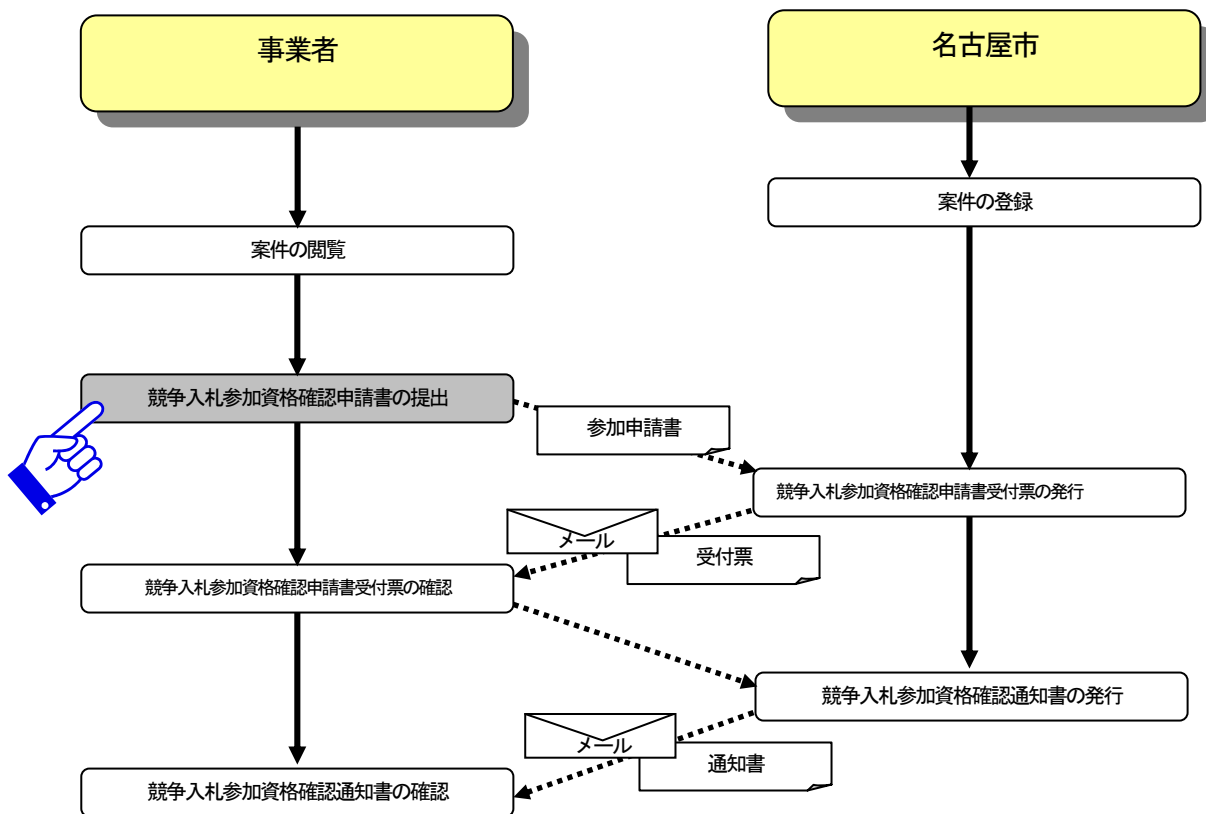 事業者
名古屋市
案件の登録
案件の閲覧
競争入札参加資格確認申請書の提出
参加申請書
競争入札参加資格確認申請書受付票の発行
メール
受付票
競争入札参加資格確認申請書受付票の確認
競争入札参加資格確認通知書の発行
メール
通知書
競争入札参加資格確認通知書の確認